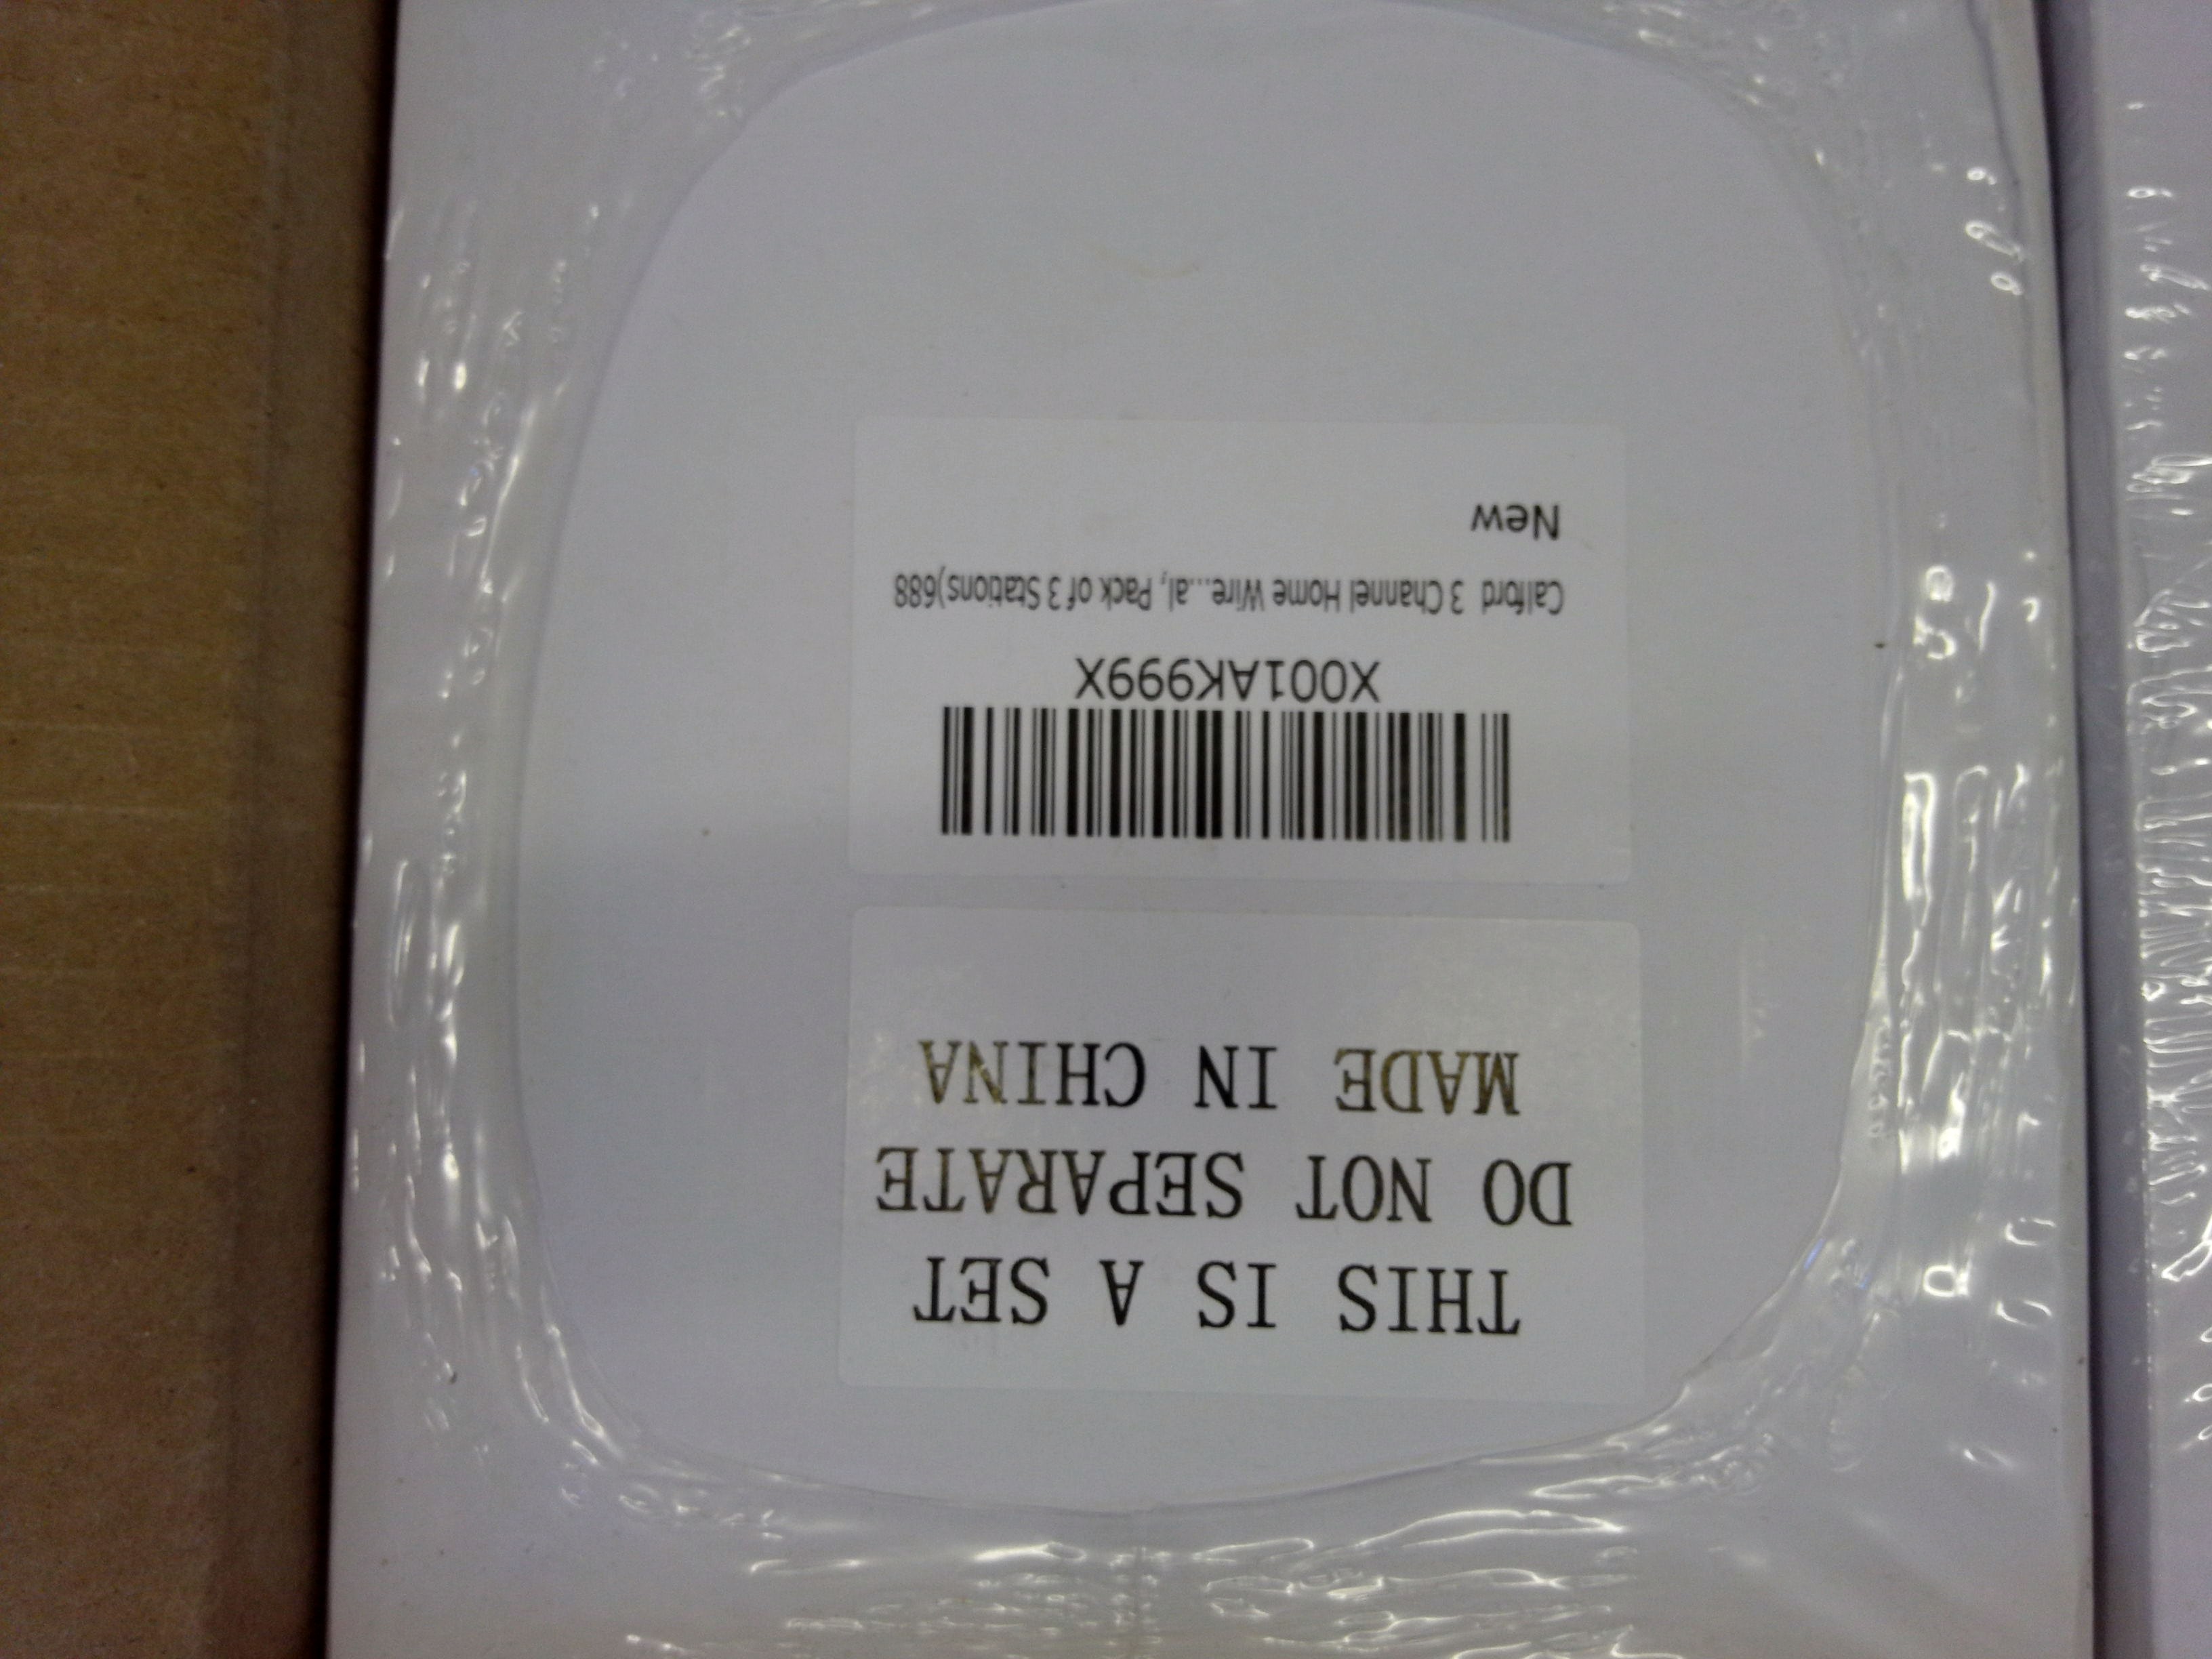 THIS IS A SET
DO NOT SEPARATE
MADE IN CHINA
X001AK999X
Calford 3 Channel Home Wire...al, Pack of 3 Stations)688
New